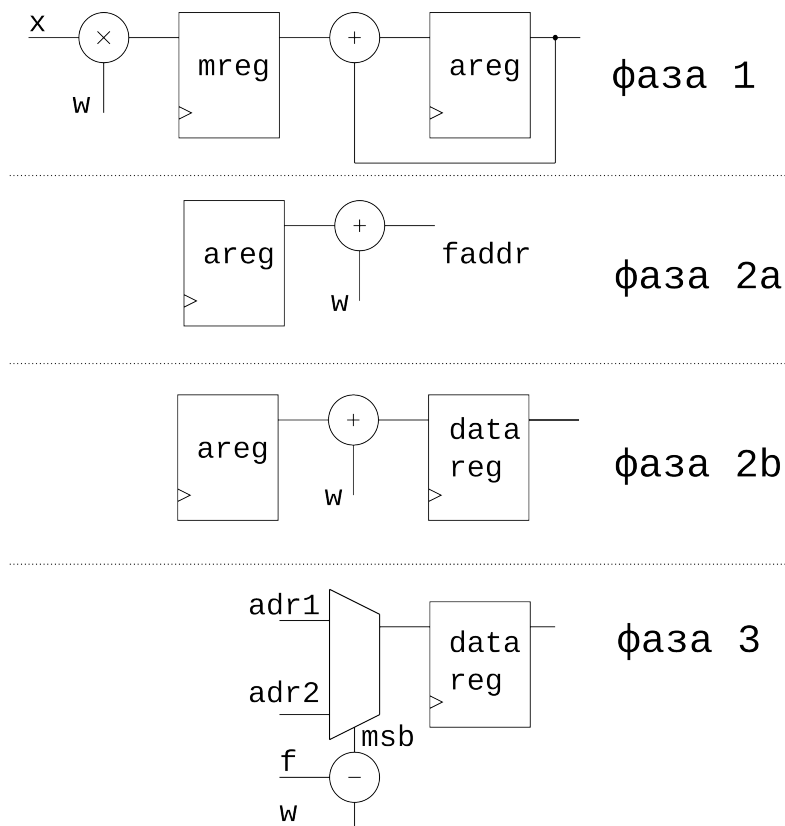 x
mreg
areg
фаза 1
w
areg
faddr
фаза 2a
w
areg
data
reg
фаза 2b
w
adr1
data
reg
фаза 3
adr2
msb
f
w